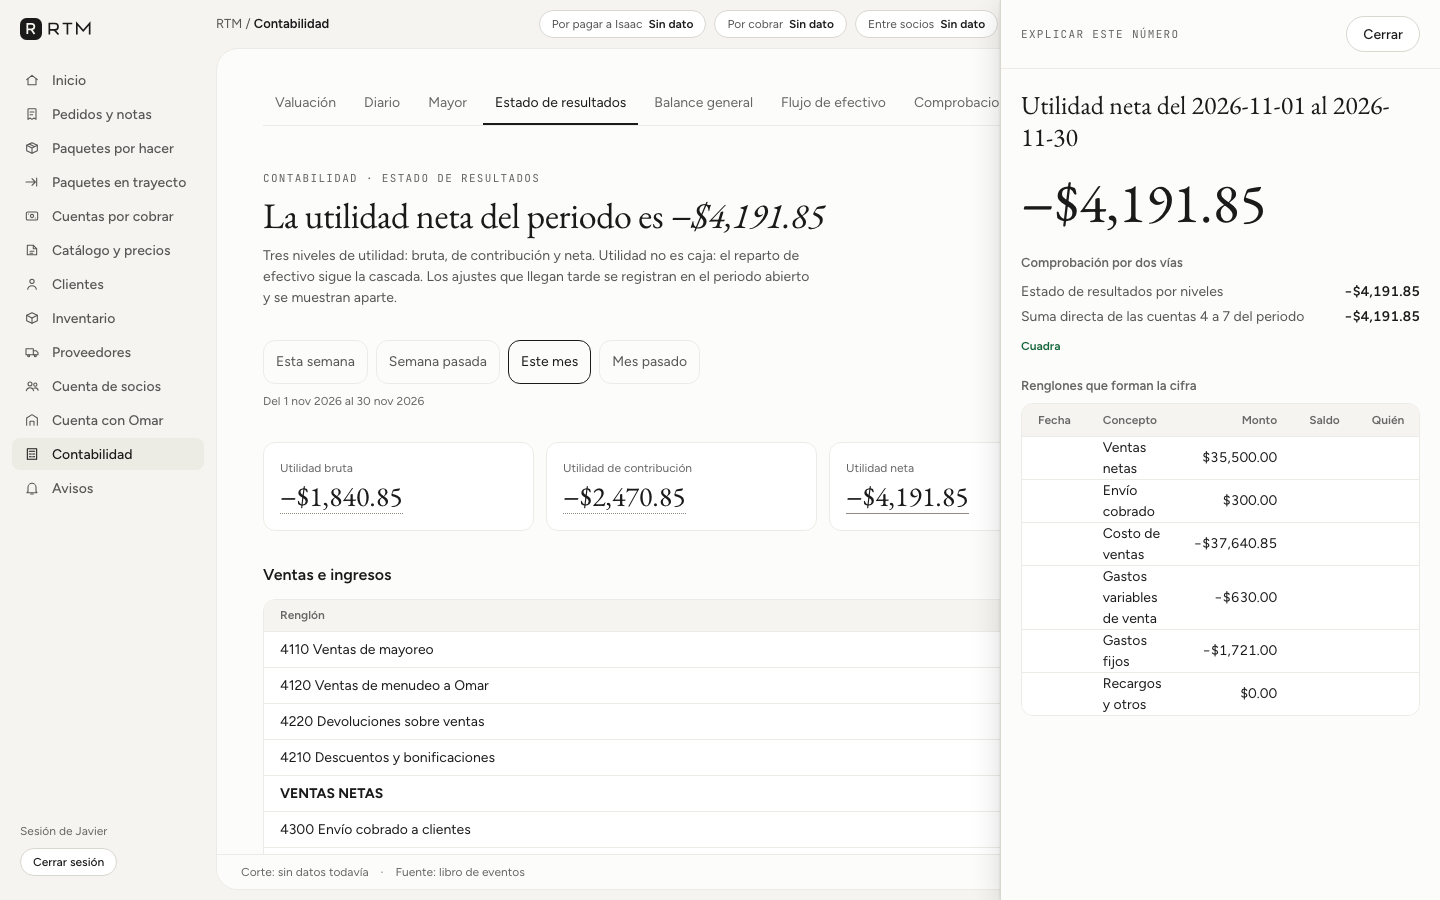 R RTM
Inicio
Pedidos y notas
Paquetes por hacer
Paquetes en trayecto
Cuentas por cobrar
Catálogo y precios
Clientes
Inventario
Proveedores
Cuenta de socios
Cuenta con Omar
Contabilidad
Avisos
Sesión de Javier
Cerrar sesión
RTM / Contabilidad
Por pagar a Isaac Sin dato
Por cobrar Sin dato
Entre socios Sin dato
Valuación Diario Mayor Estado de resultados Balance general Flujo de efectivo Comprobacio
CONTABILIDAD · ESTADO DE RESULTADOS
La utilidad neta del periodo es −$4,191.85
Tres niveles de utilidad: bruta, de contribución y neta. Utilidad no es caja: el reparto de
efectivo sigue la cascada. Los ajustes que llegan tarde se registran en el periodo abierto
y se muestran aparte.
Esta semana Semana pasada Este mes Mes pasado
Del 1 nov 2026 al 30 nov 2026
Utilidad bruta
−$1,840.85
Utilidad de contribución
−$2,470.85
Utilidad neta
−$4,191.85
Ventas e ingresos
Renglón
4110 Ventas de mayoreo
4120 Ventas de menudeo a Omar
4220 Devoluciones sobre ventas
4210 Descuentos y bonificaciones
VENTAS NETAS
4300 Envío cobrado a clientes
Corte: sin datos todavía · Fuente: libro de eventos
EXPLICAR ESTE NÚMERO
Cerrar
Utilidad neta del 2026-11-01 al 2026-
11-30
−$4,191.85
Comprobación por dos vías
Estado de resultados por niveles −$4,191.85
Suma directa de las cuentas 4 a 7 del periodo −$4,191.85
Cuadra
Renglones que forman la cifra
Fecha Concepto Monto Saldo Quién
Ventas
netas $35,500.00
Envío
cobrado $300.00
Costo de
ventas −$37,640.85
Gastos
variables
de venta −$630.00
Gastos
fijos −$1,721.00
Recargos
y otros $0.00